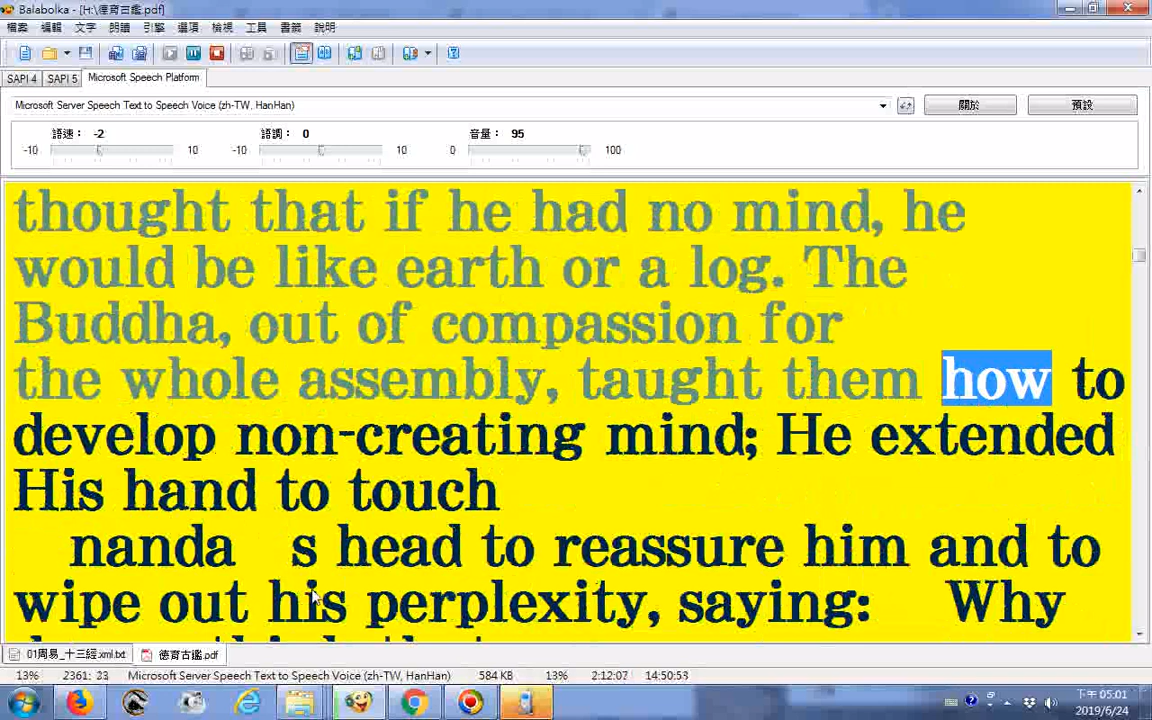 Balabolka - [H:\德育古鑑.pdf]
檔案 編輯 文字 朗讀 引擎 選項 檢視 工具 書籤 說明
SAPI 4 SAPI 5 Microsoft Speech Platform
Microsoft Server Speech Text to Speech Voice (zh-TW, HanHan) 關於 預設
語速： -2 語調： 0 音量： 95
-10 10 -10 10 0 100
thought that if he had no mind, he
would be like earth or a log. The
Buddha, out of compassion for
the whole assembly, taught them how to
develop non-creating mind; He extended
His hand to touch
nanda s head to reassure him and to
wipe out his perplexity, saying: Why
01周易_十三經.xml.txt 德育古鑑.pdf
13% 2361: 23 Microsoft Server Speech Text to Speech Voice (zh-TW, HanHan) 584 KB 13% 2:12:07 14:50:53
下午 05:01
2019/6/24